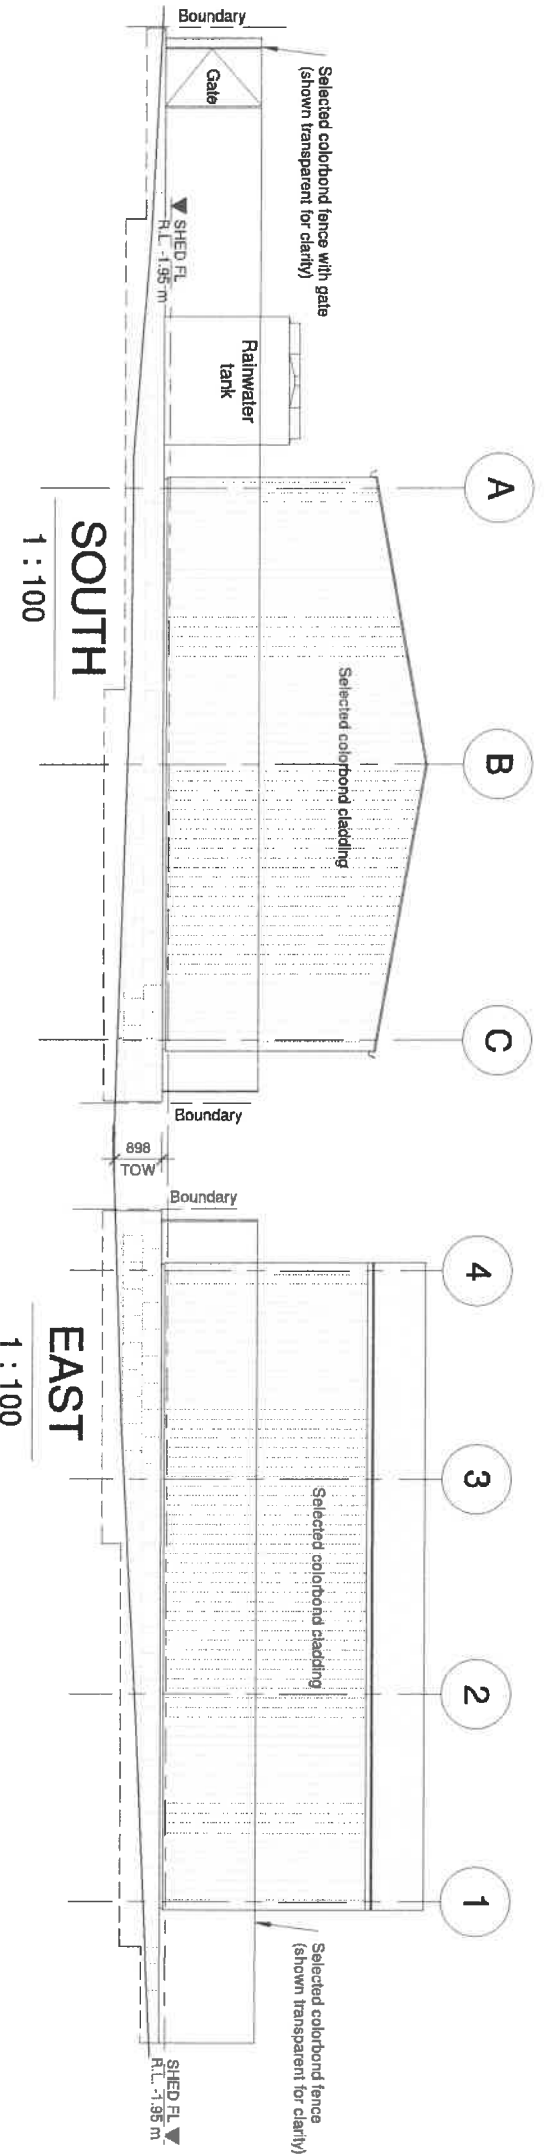 Boundary
Selected colorbond fence with gate
(shown transparent for clarity)
Gate
SHED FL
R.L. -1.95 m
Rainwater
tank
A
B
C
Selected colorbond cladding
SOUTH
1 : 100
Boundary
898
TOW
Boundary
4
3
2
1
Selected colorbond cladding
EAST
1 : 100
Selected colorbond fence
(shown transparent for clarity)
SHED FL
R.L. -1.95 m